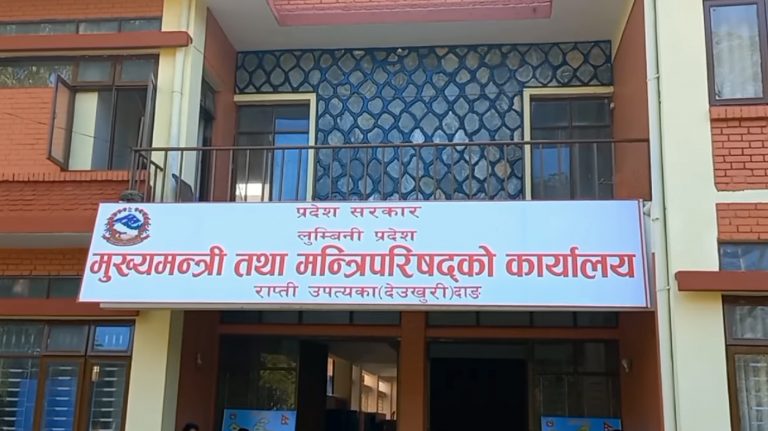 प्रदेश सरकार
लुम्बिनी प्रदेश
मुख्यमन्त्री तथा मन्त्रिपरिषद्को कार्यालय
राप्ती उपत्यका(देउखुरी)दाङ